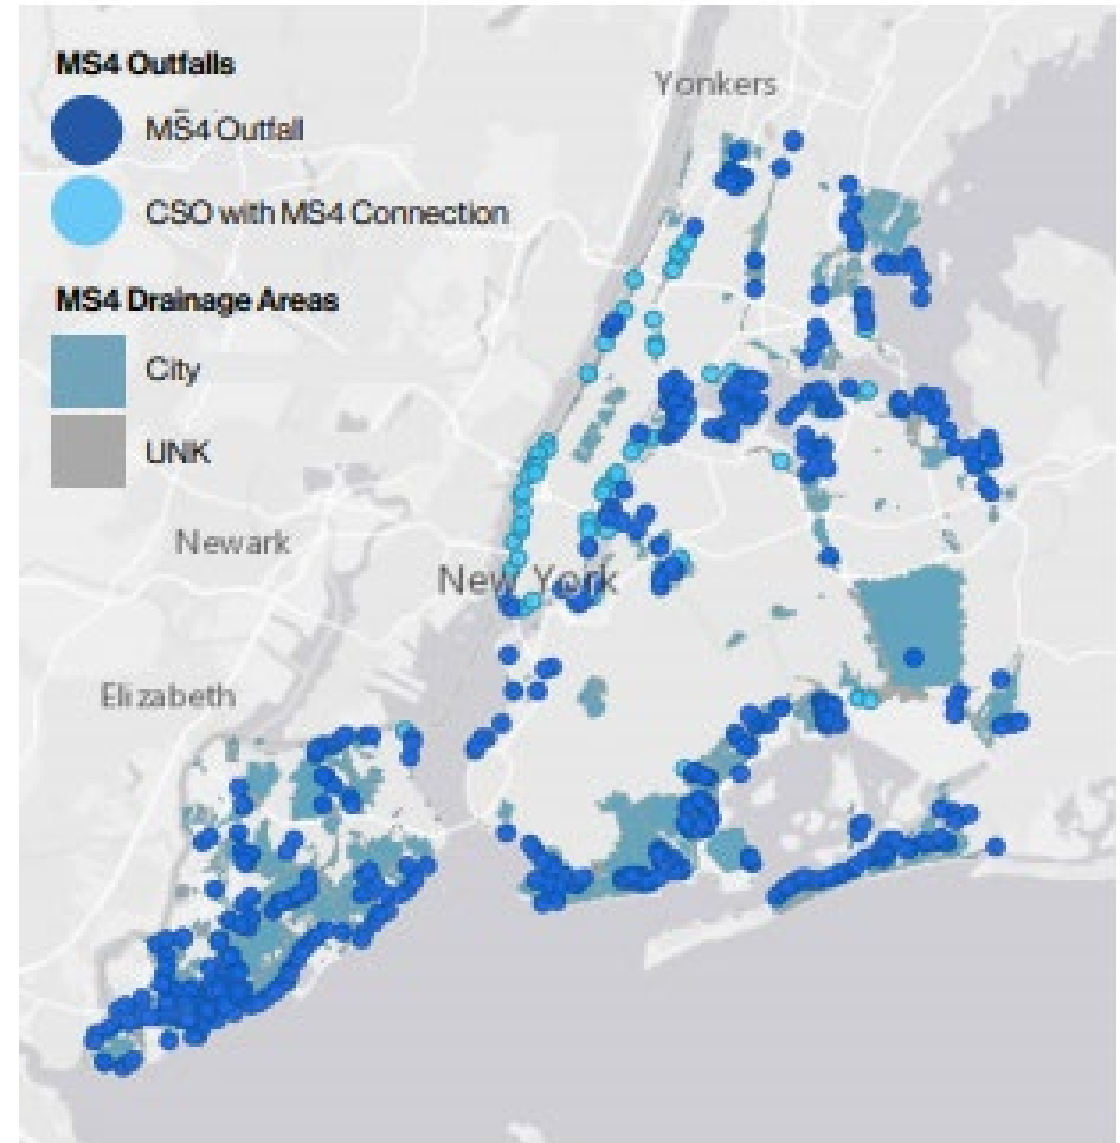 MS4 Outfalls
MS4 Outfall
CSO with MS4 Connection
MS4 Drainage Areas
City
UNK
Yonkers
Newark
New York
Elizabeth